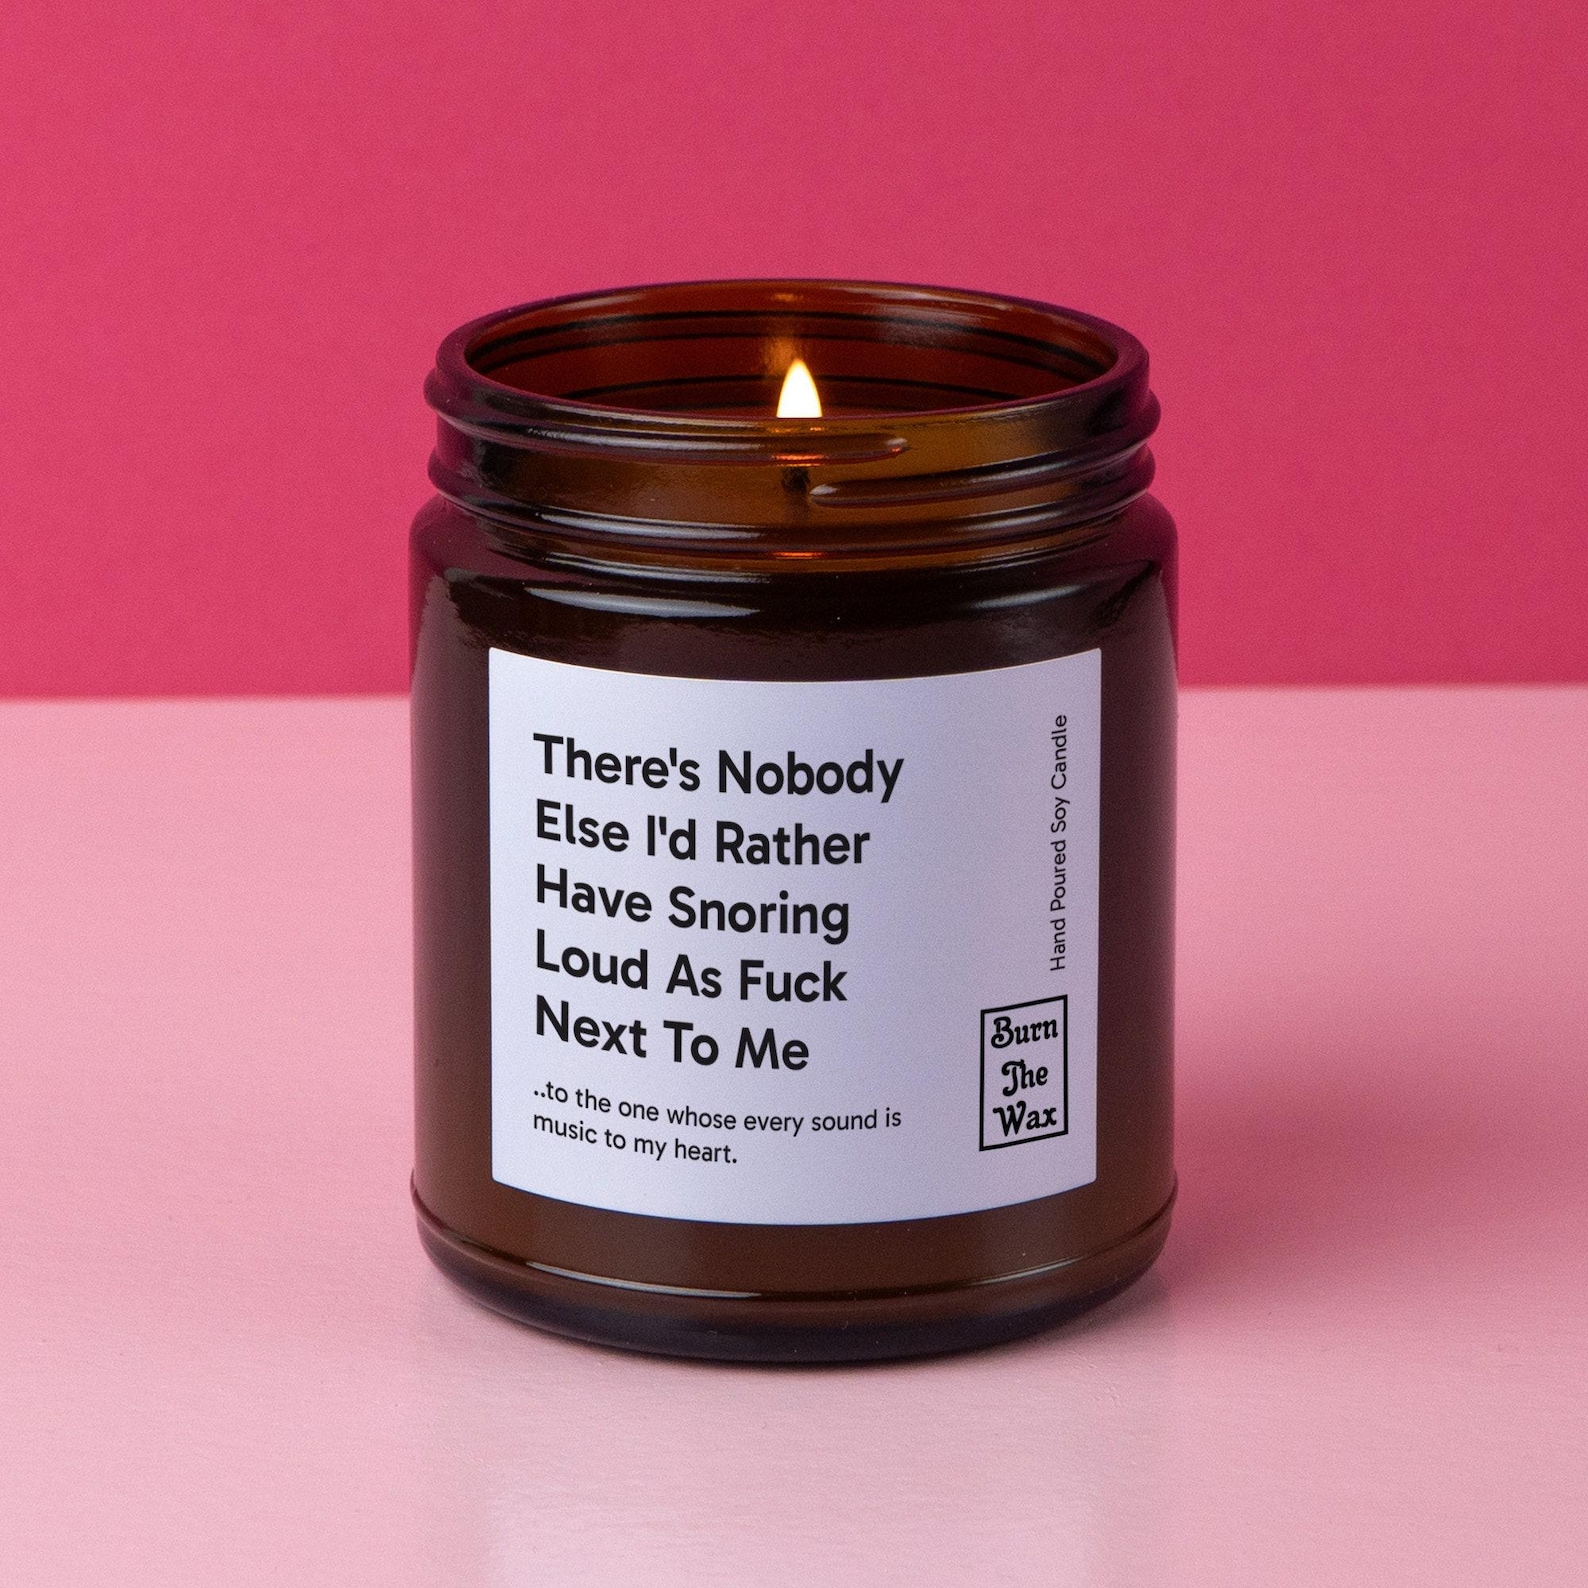 There's Nobody
Else I'd Rather
Have Snoring
Loud As Fuck
Next To Me
..to the one whose every sound is
music to my heart.
Hand Poured Soy Candle
Burn
The
Wax